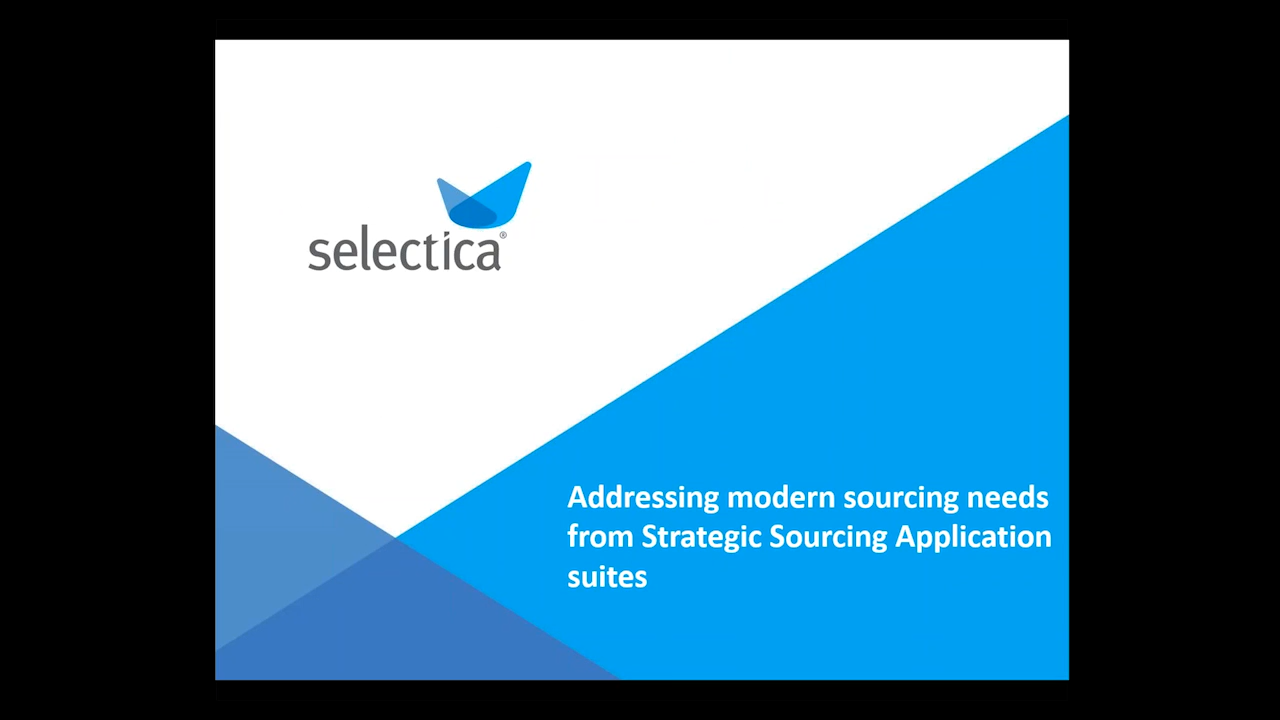 selectica®
Addressing modern sourcing needs
from Strategic Sourcing Application
suites